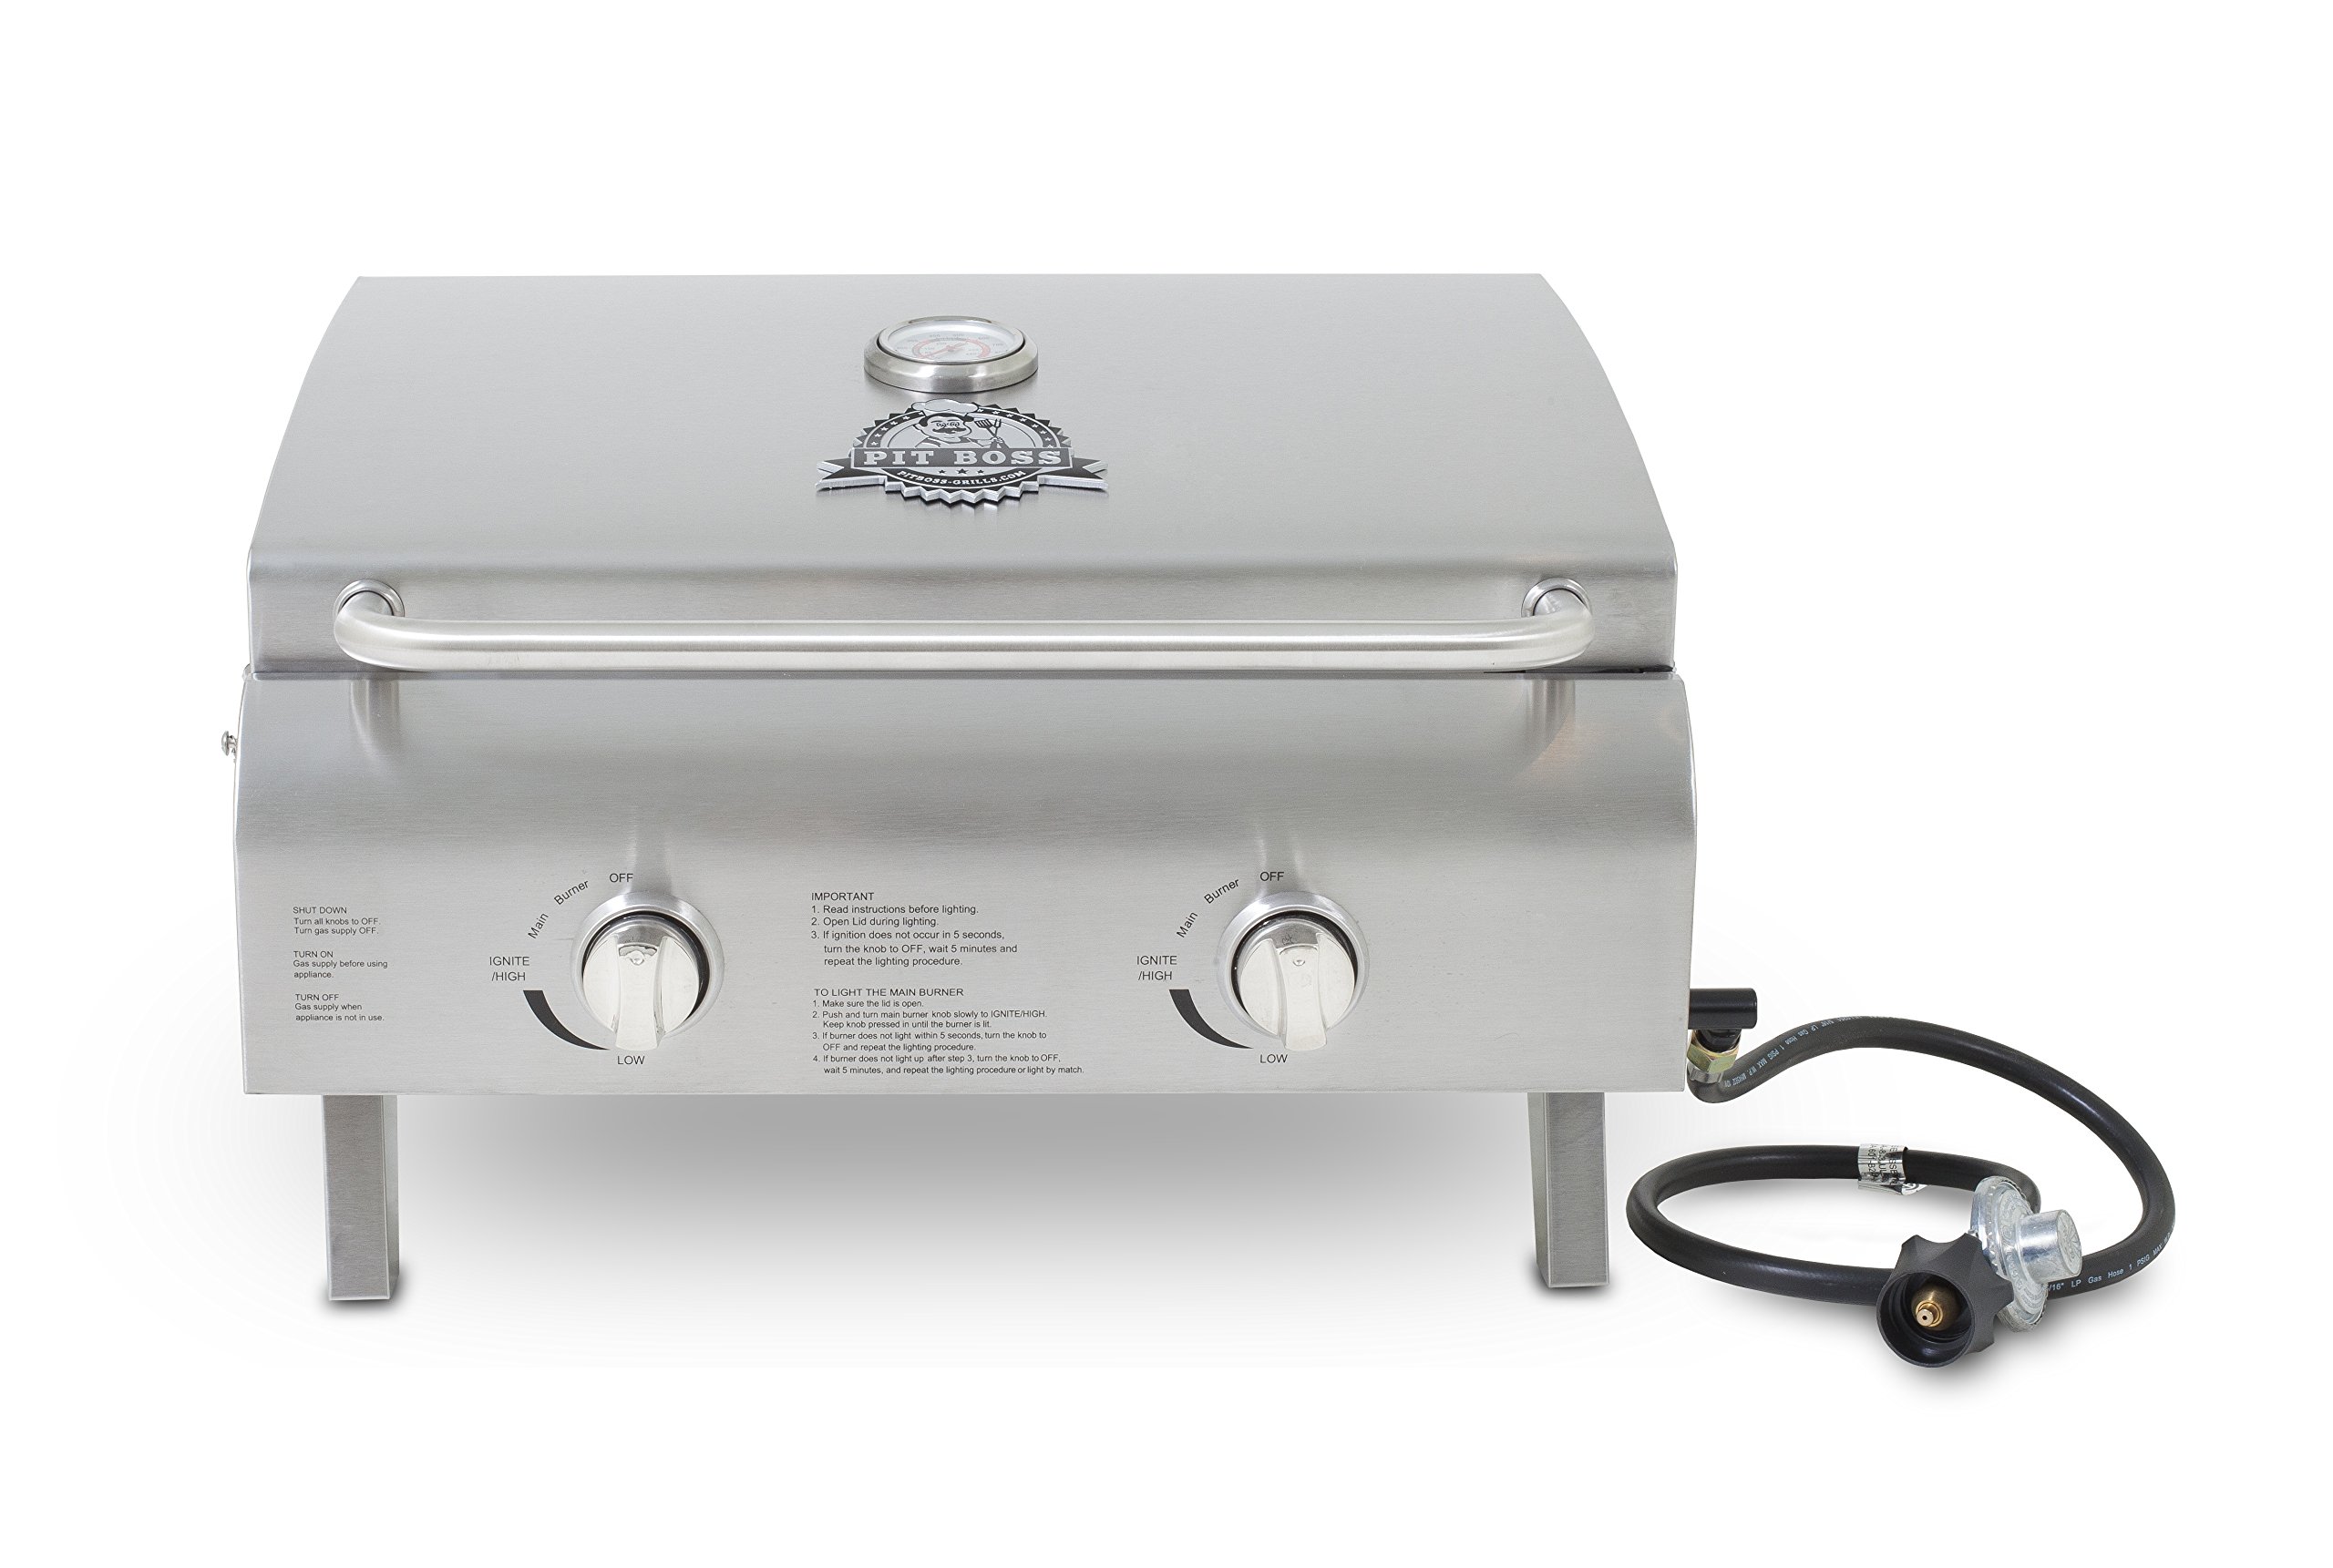 PIT BOSS
PITBOSS-GRILLS.COM
SHUT DOWN
Turn all knobs to OFF.
Turn gas supply OFF.
TURN ON
Gas supply before using
appliance.
TURN OFF
Gas supply when
appliance is not in use.
OFF
Main Burner
IGNITE
/HIGH
LOW
IMPORTANT
1. Read instructions before lighting.
2. Open Lid during lighting.
3. If ignition does not occur in 5 seconds,
turn the knob to OFF, wait 5 minutes and
repeat the lighting procedure.
TO LIGHT THE MAIN BURNER
1. Make sure the lid is open.
2. Push and turn main burner knob slowly to IGNITE/HIGH.
Keep knob pressed in until the burner is lit.
3. If burner does not light within 5 seconds, turn the knob to
OFF and repeat the lighting procedure.
4. If burner does not light up after step 3, turn the knob to OFF,
wait 5 minutes, and repeat the lighting procedure or light by match.
OFF
Main Burner
IGNITE
/HIGH
LOW
LP Gas Hose 1 PSIG MAX
LP Gas Hose 1 PSIG MAX